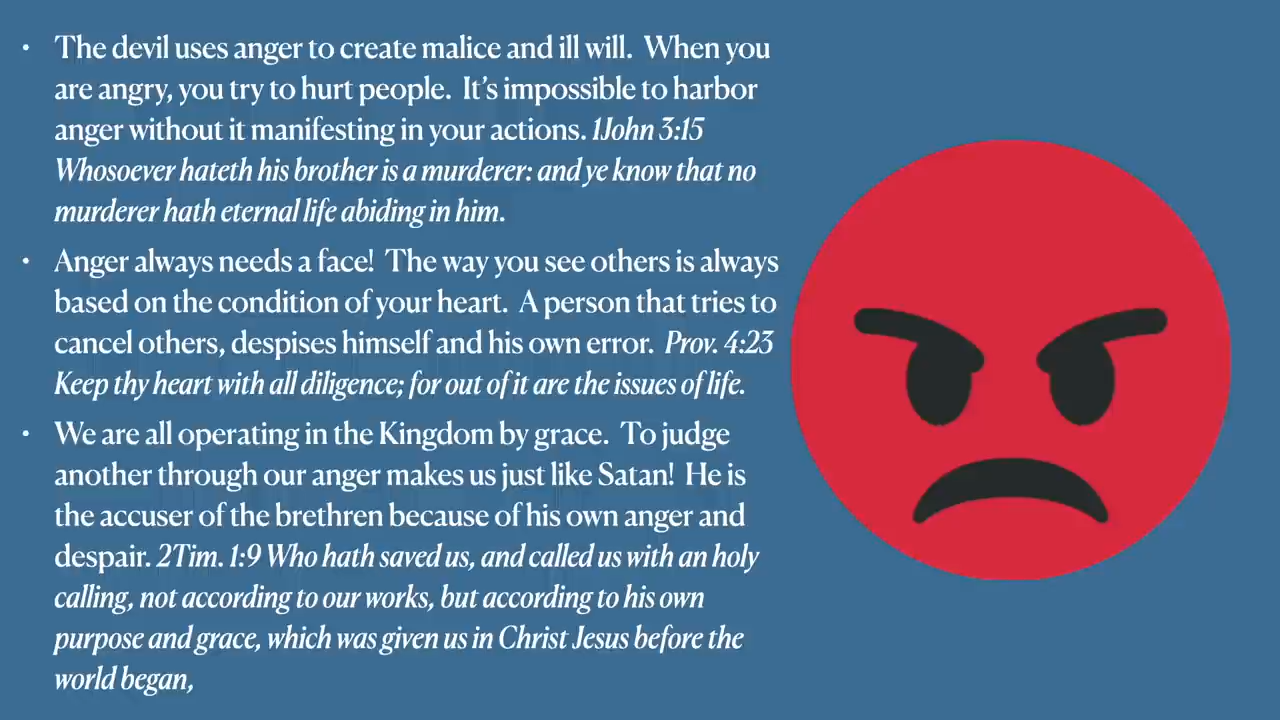 • The devil uses anger to create malice and ill will.  When you
are angry, you try to hurt people.  It’s impossible to harbor
anger without it manifesting in your actions. 1John 3:15
Whosoever hateth his brother is a murderer: and ye know that no
murderer hath eternal life abiding in him.
• Anger always needs a face!  The way you see others is always
based on the condition of your heart.  A person that tries to
cancel others, despises himself and his own error.  Prov. 4:23
Keep thy heart with all diligence; for out of it are the issues of life.
• We are all operating in the Kingdom by grace.  To judge
another through our anger makes us just like Satan!  He is
the accuser of the brethren because of his own anger and
despair. 2Tim. 1:9 Who hath saved us, and called us with an holy
calling, not according to our works, but according to his own
purpose and grace, which was given us in Christ Jesus before the
world began,